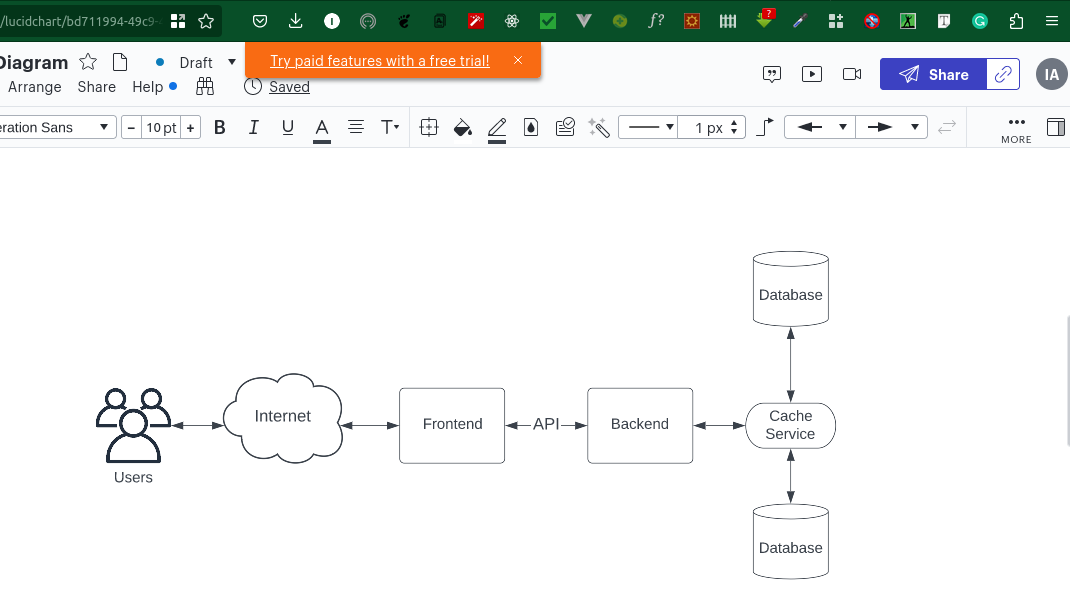 /lucidchart/bd711994-49c9-
?
f?
T
G
Diagram
Draft
Try paid features with a free trial!
Arrange
Share
Help
Saved
Share
IA
eration Sans
10 pt
B
I
U
A
T
1 px
MORE
Database
Internet
Frontend
API
Backend
Cache
Service
Users
Database